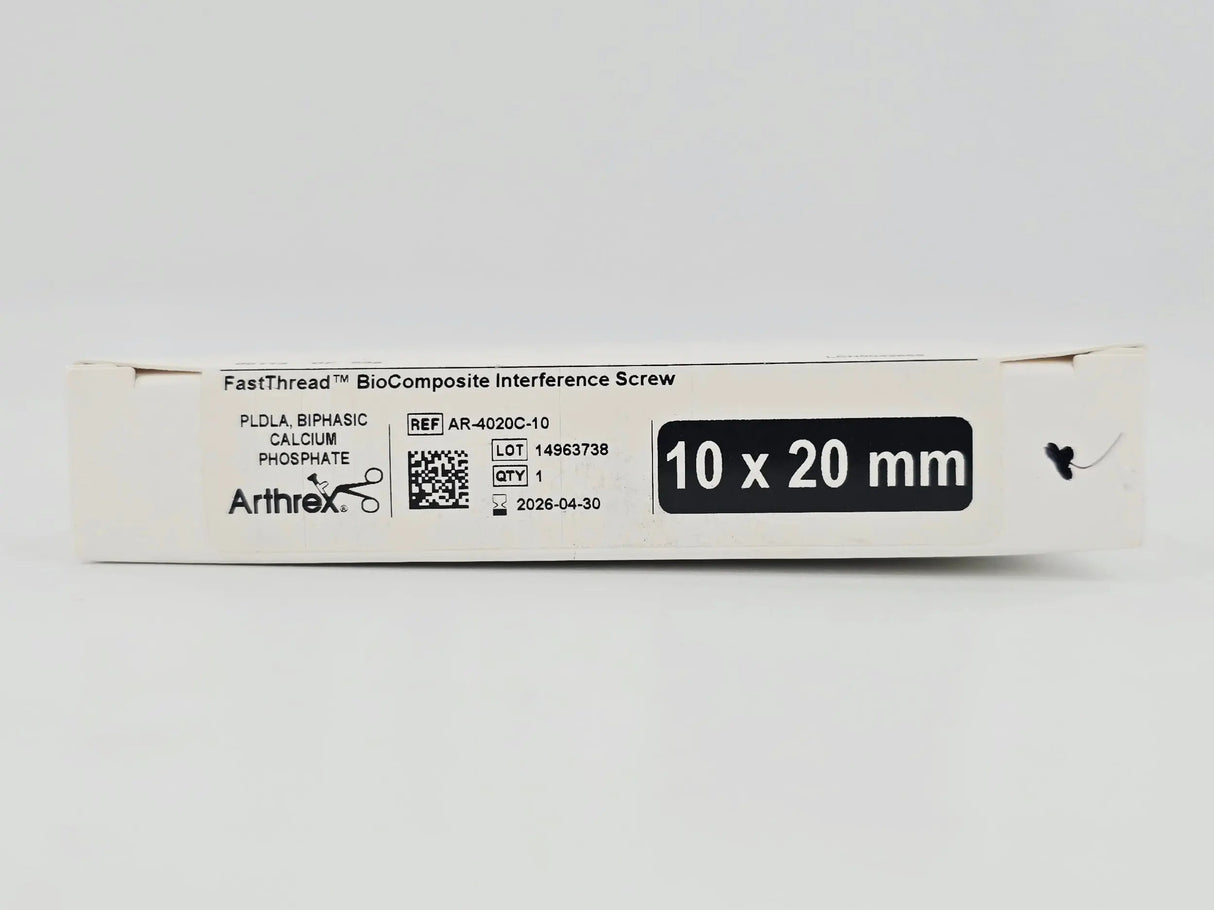 FastThread™ BioComposite Interference Screw
PLDLA, BIPHASIC
CALCIUM
PHOSPHATE
Arthrex®
REF AR-4020C-10
LOT 14963738
QTY 1
2026-04-30
10 x 20 mm